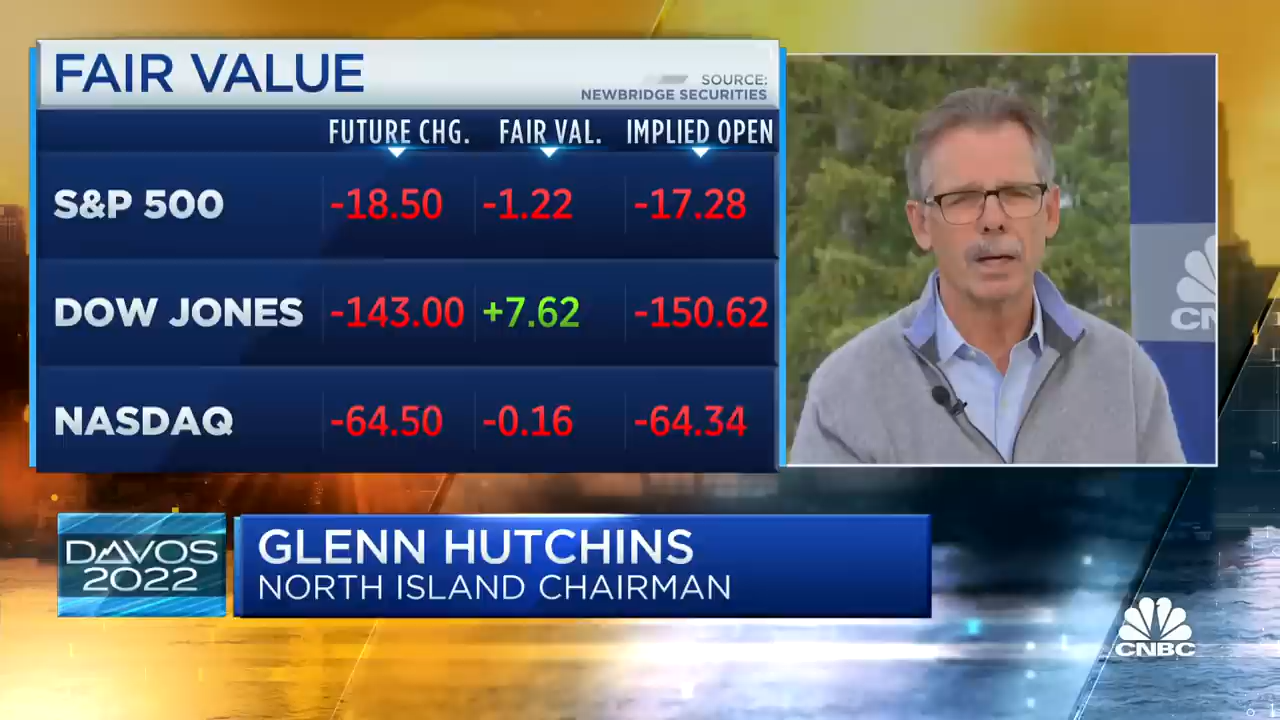 FAIR VALUE
SOURCE:
NEWBRIDGE SECURITIES
FUTURE CHG. FAIR VAL. IMPLIED OPEN
S&P 500 -18.50 -1.22 -17.28
DOW JONES -143.00 +7.62 -150.62
NASDAQ -64.50 -0.16 -64.34
CN
DAVOS
2022
GLENN HUTCHINS
NORTH ISLAND CHAIRMAN
CNBC